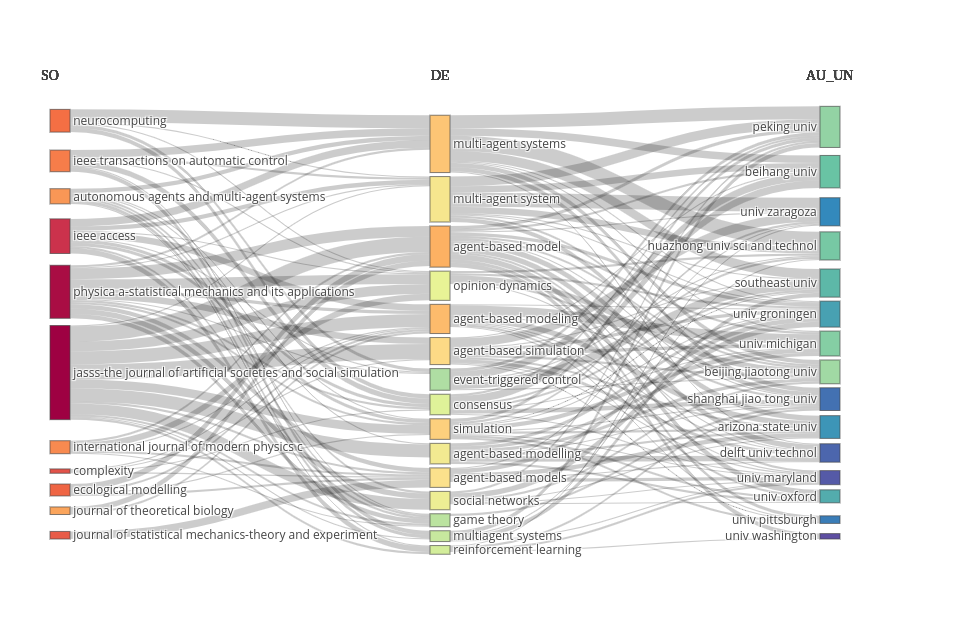 SO
DE
AU_UN
neurocomputing
ieee transactions on automatic control
autonomous agents and multi-agent systems
ieee access
physica a-statistical mechanics and its applications
jasss-the journal of artificial societies and social simulation
international journal of modern physics c
complexity
ecological modelling
journal of theoretical biology
journal of statistical mechanics-theory and experiment
multi-agent systems
multi-agent system
agent-based model
opinion dynamics
agent-based modeling
agent-based simulation
event-triggered control
consensus
simulation
agent-based modelling
agent-based models
social networks
game theory
multiagent systems
reinforcement learning
peking univ
beihang univ
univ zaragoza
huazhong univ sci and technol
southeast univ
univ groningen
univ michigan
beijing jiaotong univ
shanghai jiao tong univ
arizona state univ
delft univ technol
univ maryland
univ oxford
univ pittsburgh
univ washington